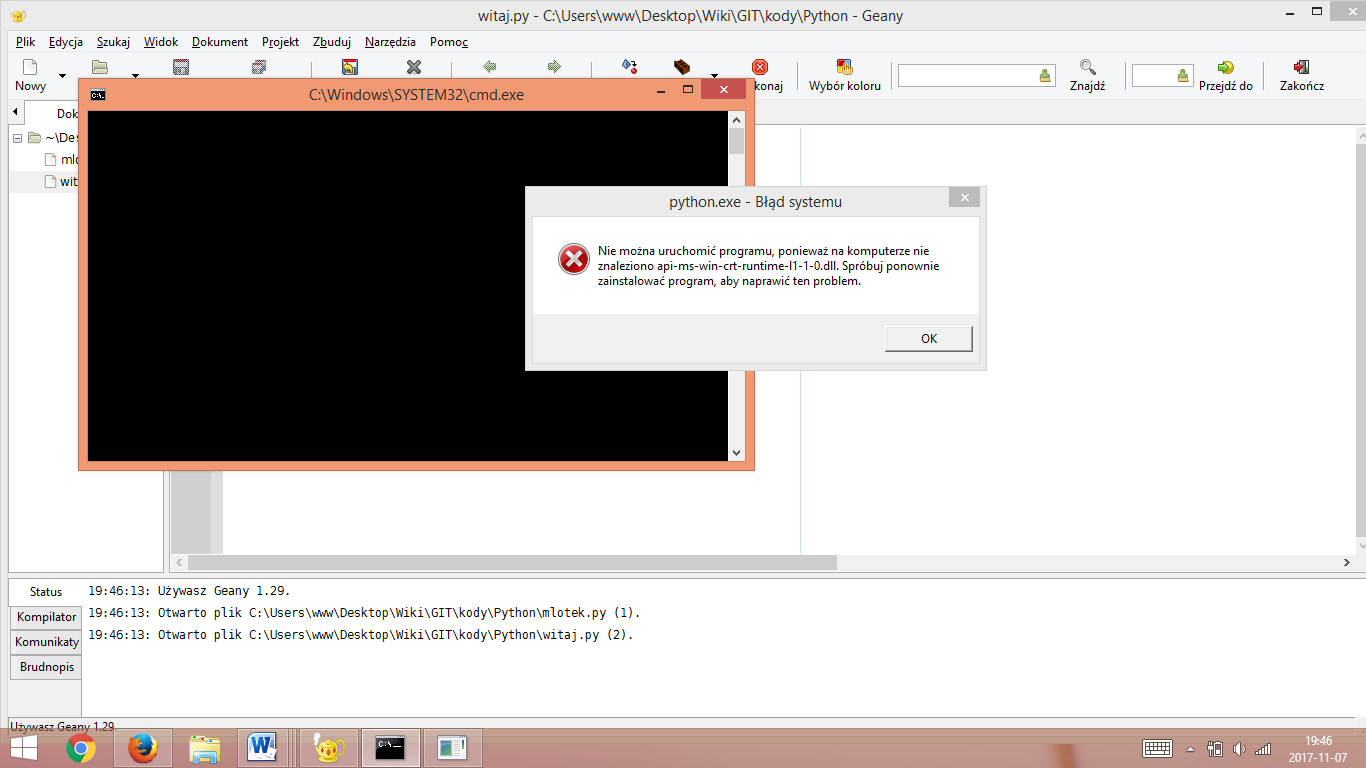 witaj.py - C:\Users\www\Desktop\Wiki\GIT\kody\Python - Geany
Plik Edycja Szukaj Widok Dokument Projekt Zbuduj Narzędzia Pomoc
Nowy
konaj
Wybór koloru
Znajdź
Przejdź do
Zakończ
C:\Windows\SYSTEM32\cmd.exe
C:\.
Dok
~\Des
mlo
wit
python.exe - Błąd systemu
Nie można uruchomić programu, ponieważ na komputerze nie
znaleziono api-ms-win-crt-runtime-l1-1-0.dll. Spróbuj ponownie
zainstalować program, aby naprawić ten problem.
OK
Status
Kompilator
Komunikaty
Brudnopis
19:46:13: Używasz Geany 1.29.
19:46:13: Otwarto plik C:\Users\www\Desktop\Wiki\GIT\kody\Python\mlotek.py (1).
19:46:13: Otwarto plik C:\Users\www\Desktop\Wiki\GIT\kody\Python\witaj.py (2).
Używasz Geany 1.29.
W
C:\_
19:46
2017-11-07